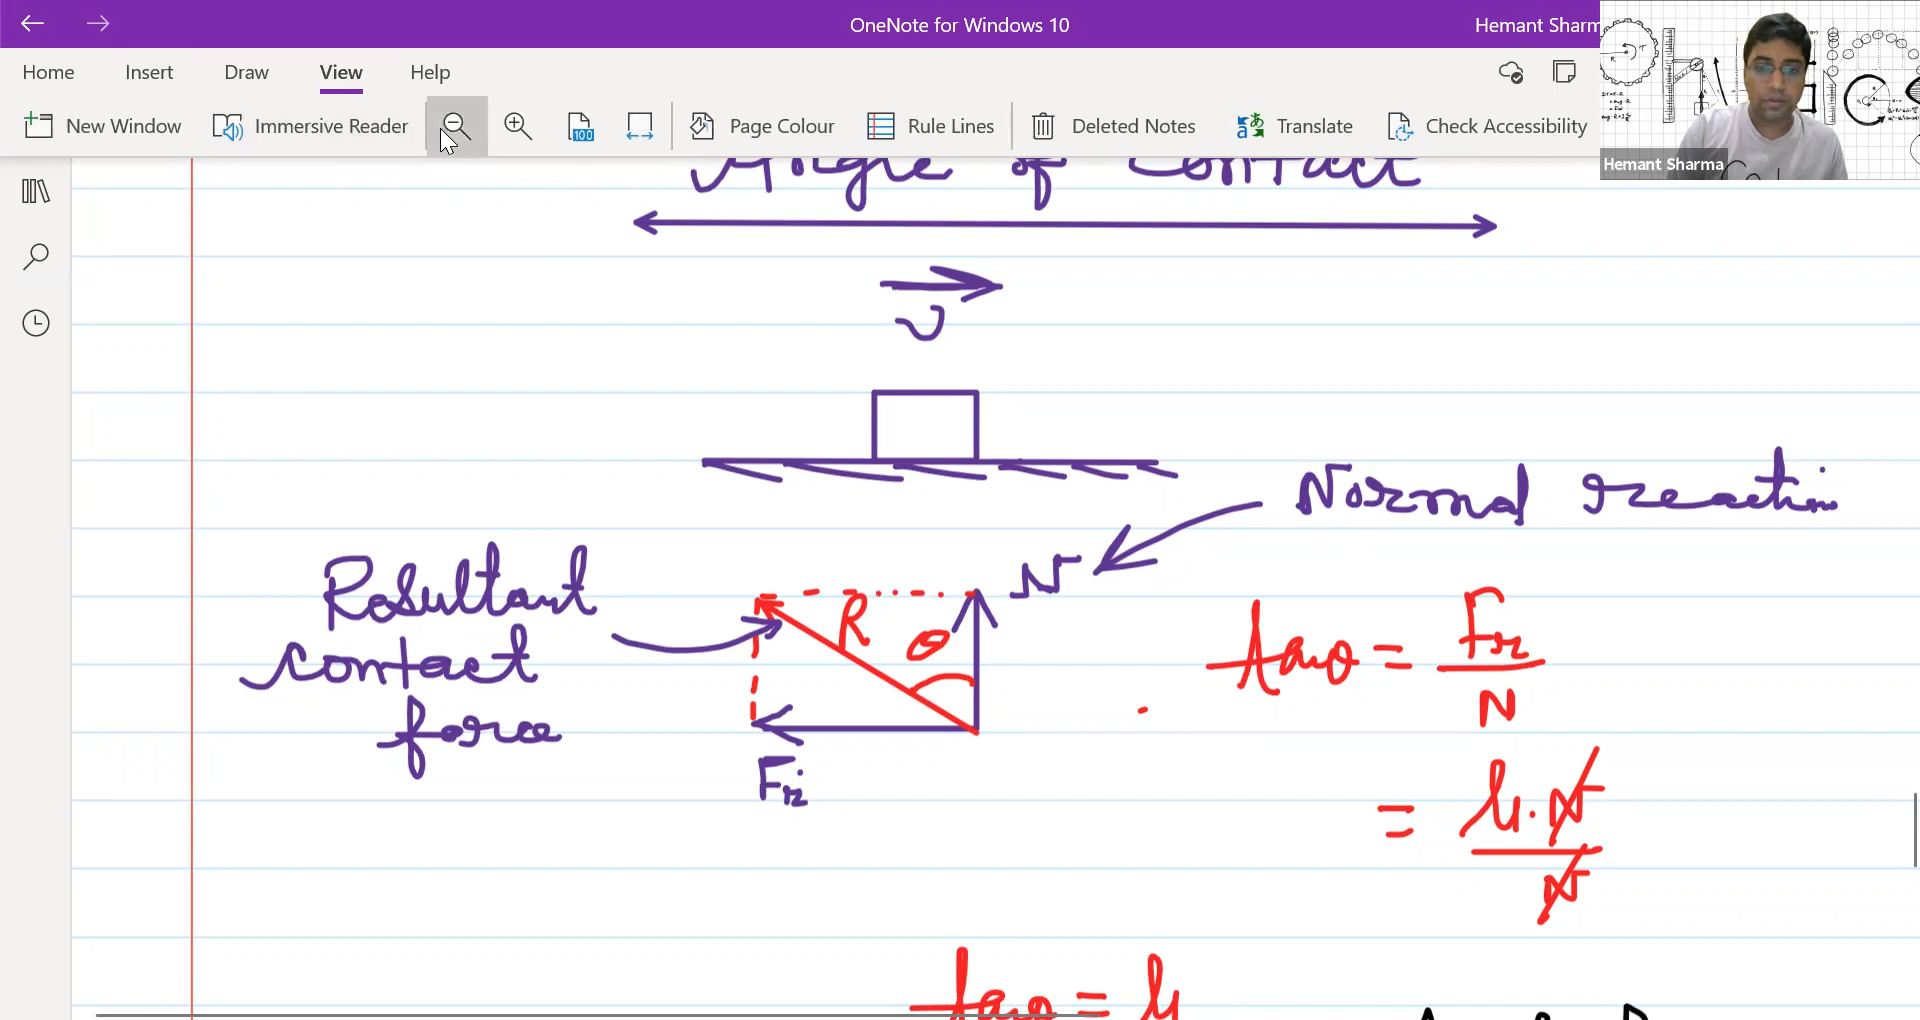 OneNote for Windows 10
Hemant Sharm
Home Insert Draw View Help
New Window Immersive Reader 100 Page Colour Rule Lines Deleted Notes Translate Check Accessibility
Hemant Sharma
Angle of Contact
v
Normal reaction
Resultant
contact
force
N
R θ
Fr
tanθ = Fr / N
= μ.N / N
tanθ = μ